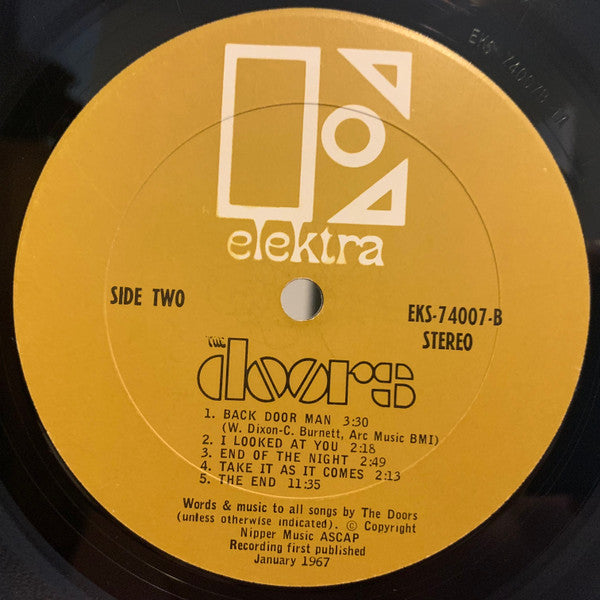 elektra
SIDE TWO
EKS-74007-B
STEREO
THE
doors
1. BACK DOOR MAN 3:30
(W. Dixon-C. Burnett, Arc Music BMI)
2. I LOOKED AT YOU 2:18
3. END OF THE NIGHT 2:49
4. TAKE IT AS IT COMES 2:13
5. THE END 11:35
Words & music to all songs by The Doors
(unless otherwise indicated). © Copyright
Nipper Music ASCAP
Recording first published
January 1967